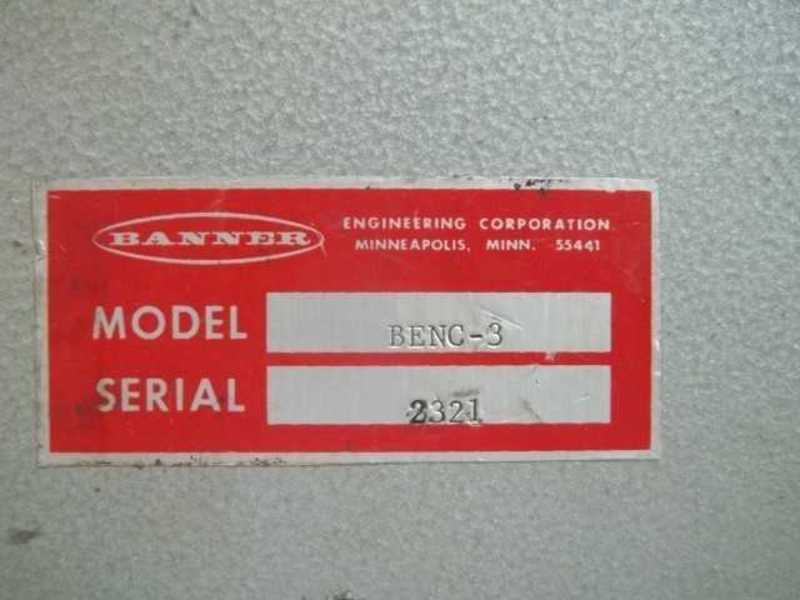 BANNER
ENGINEERING CORPORATION
MINNEAPOLIS, MINN. 55441
MODEL BENC-3
SERIAL 2321